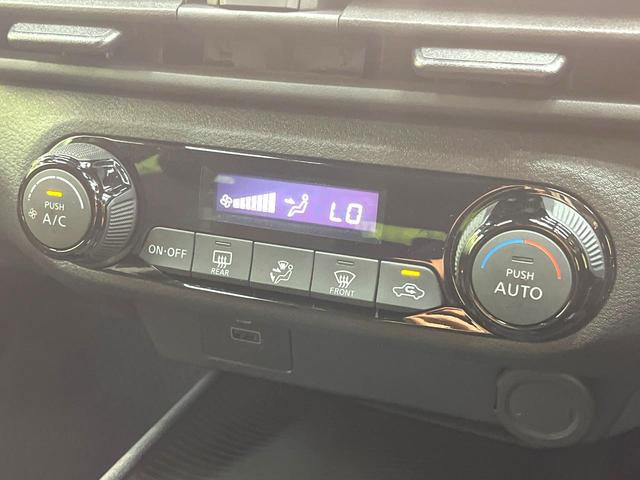 PUSH
A/C
LO
ON·OFF
REAR
FRONT
PUSH
AUTO